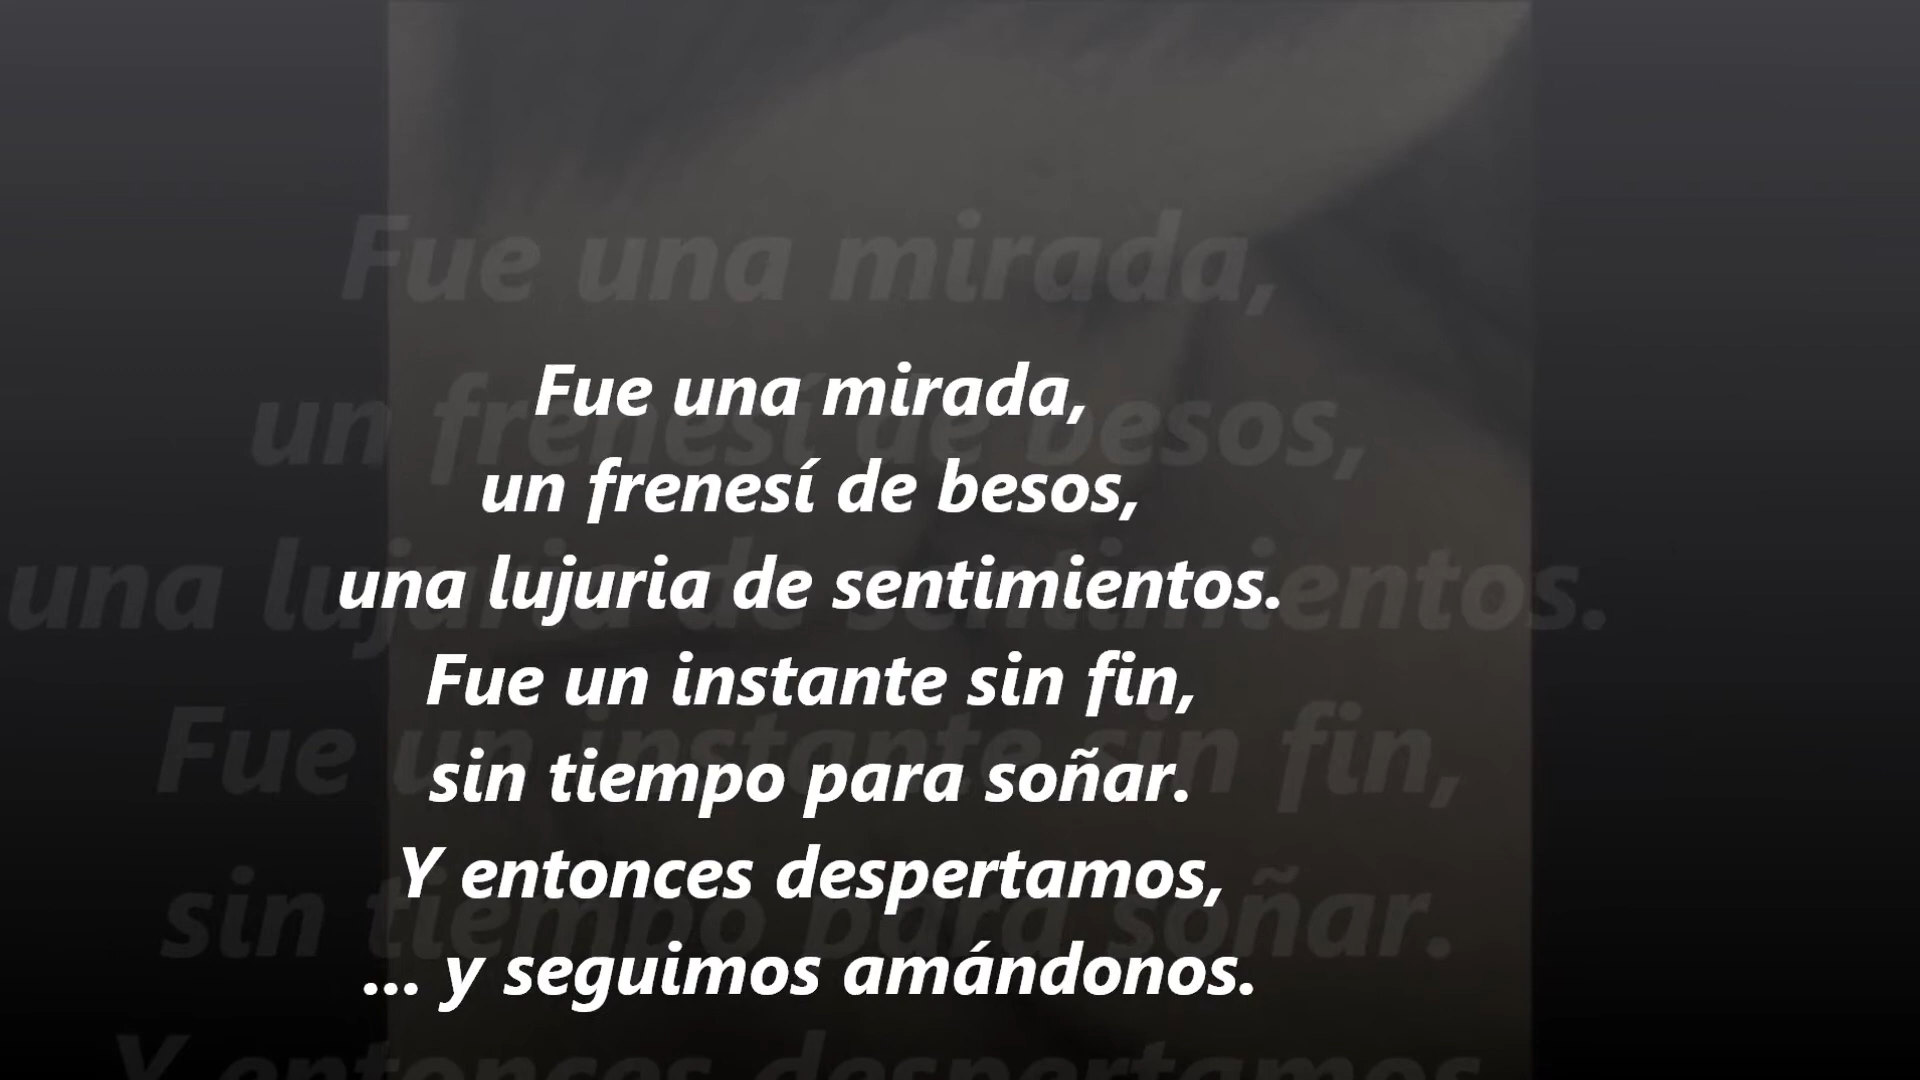 Fue una mirada,
un frenesí de besos,
una lujuria de sentimientos.
Fue un instante sin fin,
sin tiempo para soñar.
Y entonces despertamos,
... y seguimos amándonos.